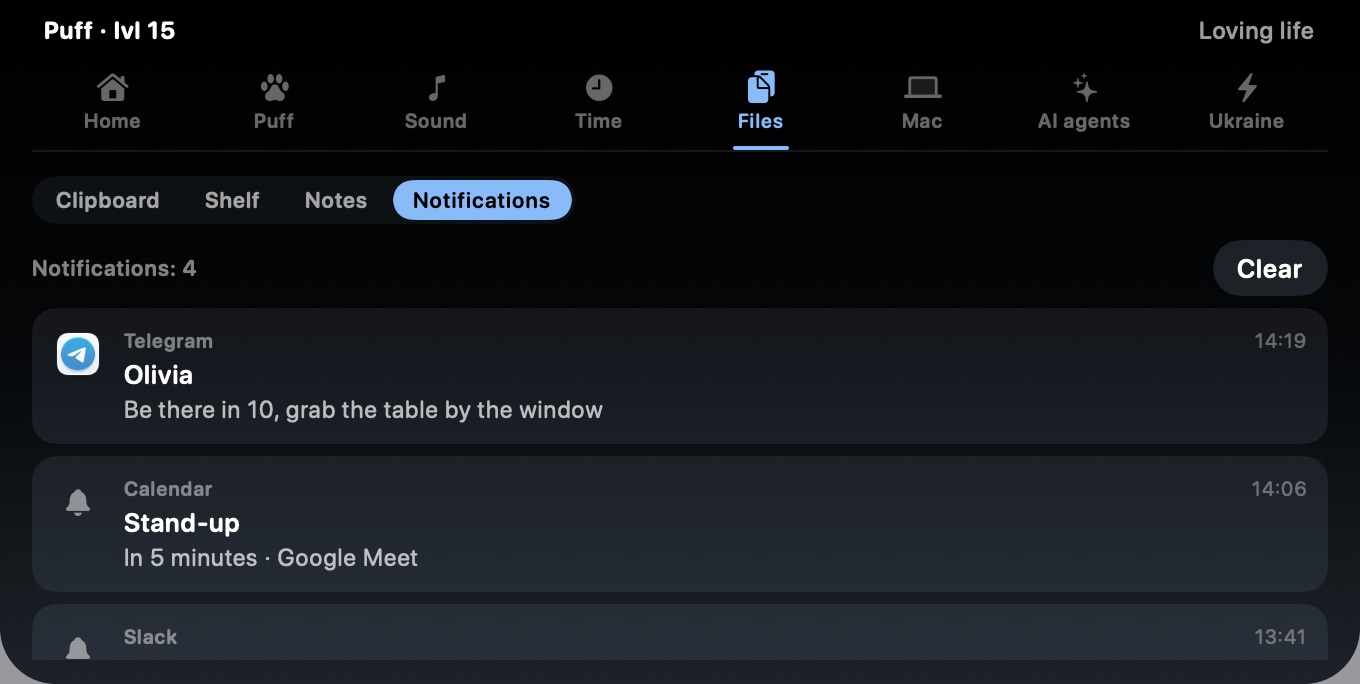 Puff · lvl 15
Loving life
Home
Puff
Sound
Time
Files
Mac
AI agents
Ukraine
Clipboard
Shelf
Notes
Notifications
Notifications: 4
Clear
Telegram
14:19
Olivia
Be there in 10, grab the table by the window
Calendar
14:06
Stand-up
In 5 minutes · Google Meet
Slack
13:41